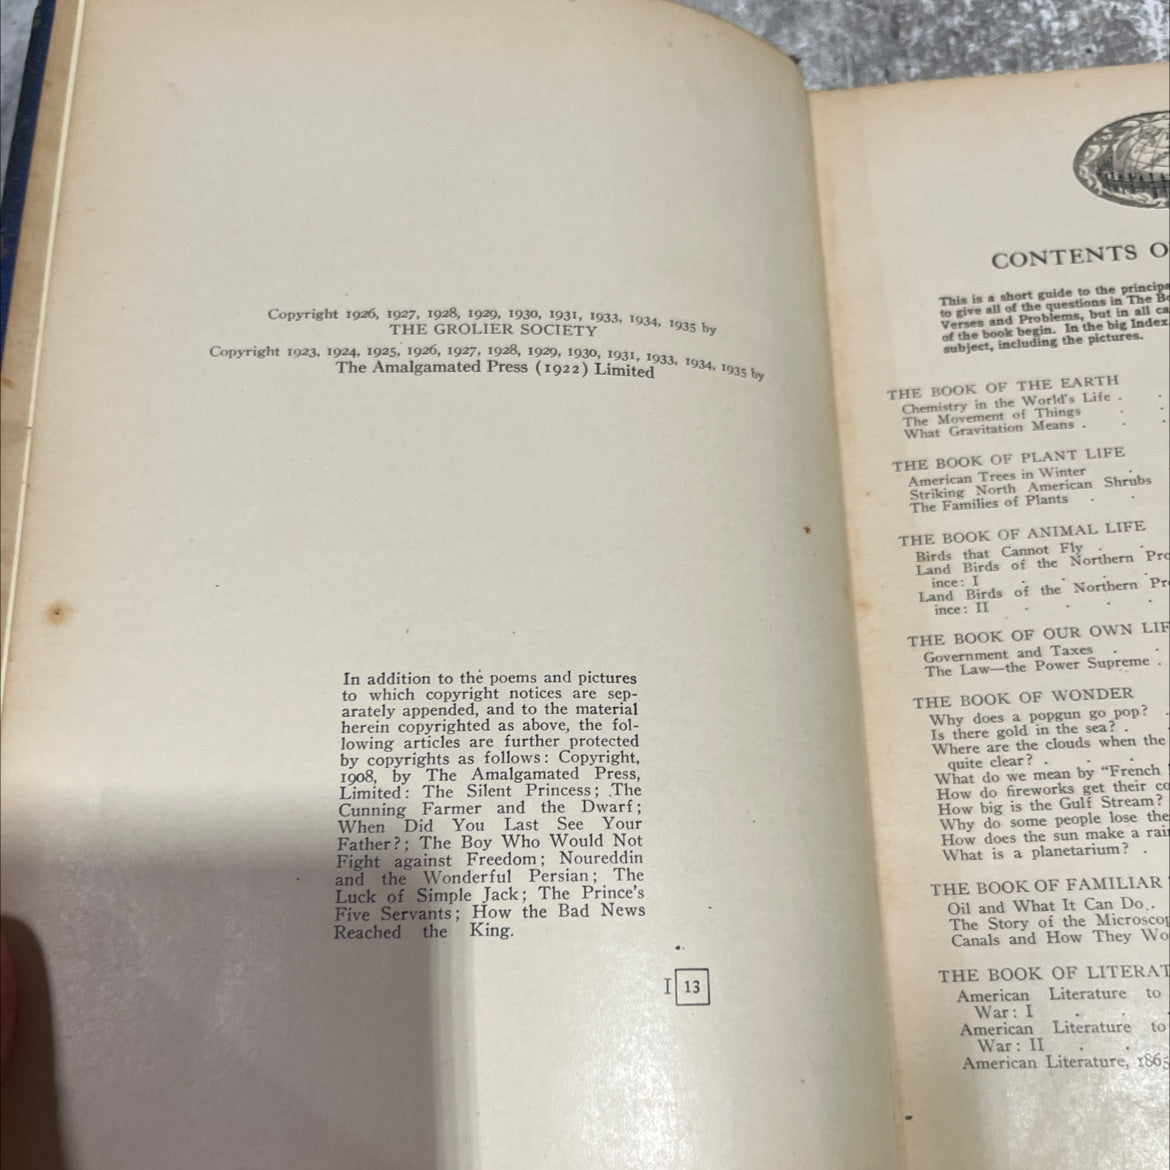 Copyright 1926, 1927, 1928, 1929, 1930, 1931, 1933, 1934, 1935 by
THE GROLIER SOCIETY
Copyright 1923, 1924, 1925, 1926, 1927, 1928, 1929, 1930, 1931, 1933, 1934, 1935 by
The Amalgamated Press (1922) Limited
In addition to the poems and pictures
to which copyright notices are sep-
arately appended, and to the material
herein copyrighted as above, the fol-
lowing articles are further protected
by copyrights as follows: Copyright,
1908, by The Amalgamated Press,
Limited: The Silent Princess; The
Cunning Farmer and the Dwarf;
When Did You Last See Your
Father?; The Boy Who Would Not
Fight against Freedom; Noureddin
and the Wonderful Persian; The
Luck of Simple Jack; The Prince's
Five Servants; How the Bad News
Reached the King.
I 13
CONTENTS O
This is a short guide to the principa
to give all of the questions in The Bo
Verses and Problems, but in all ca
of the book begin. In the big Index
subject, including the pictures.
THE BOOK OF THE EARTH
Chemistry in the World's Life .
The Movement of Things
What Gravitation Means .
THE BOOK OF PLANT LIFE
American Trees in Winter
Striking North American Shrubs
The Families of Plants
THE BOOK OF ANIMAL LIFE
Birds that Cannot Fly
Land Birds of the Northern Pro
ince: I
Land Birds of the Northern Pr
ince: II
THE BOOK OF OUR OWN LIF
Government and Taxes
The Law—the Power Supreme .
THE BOOK OF WONDER
Why does a popgun go pop?
Is there gold in the sea? .
Where are the clouds when the
quite clear? .
What do we mean by "French
How do fireworks get their co
How big is the Gulf Stream?
Why do some people lose the
How does the sun make a rai
What is a planetarium? .
THE BOOK OF FAMILIAR
Oil and What It Can Do .
The Story of the Microscop
Canals and How They Wo
THE BOOK OF LITERAT
American Literature to
War: I
American Literature to
War: II
American Literature, 1865